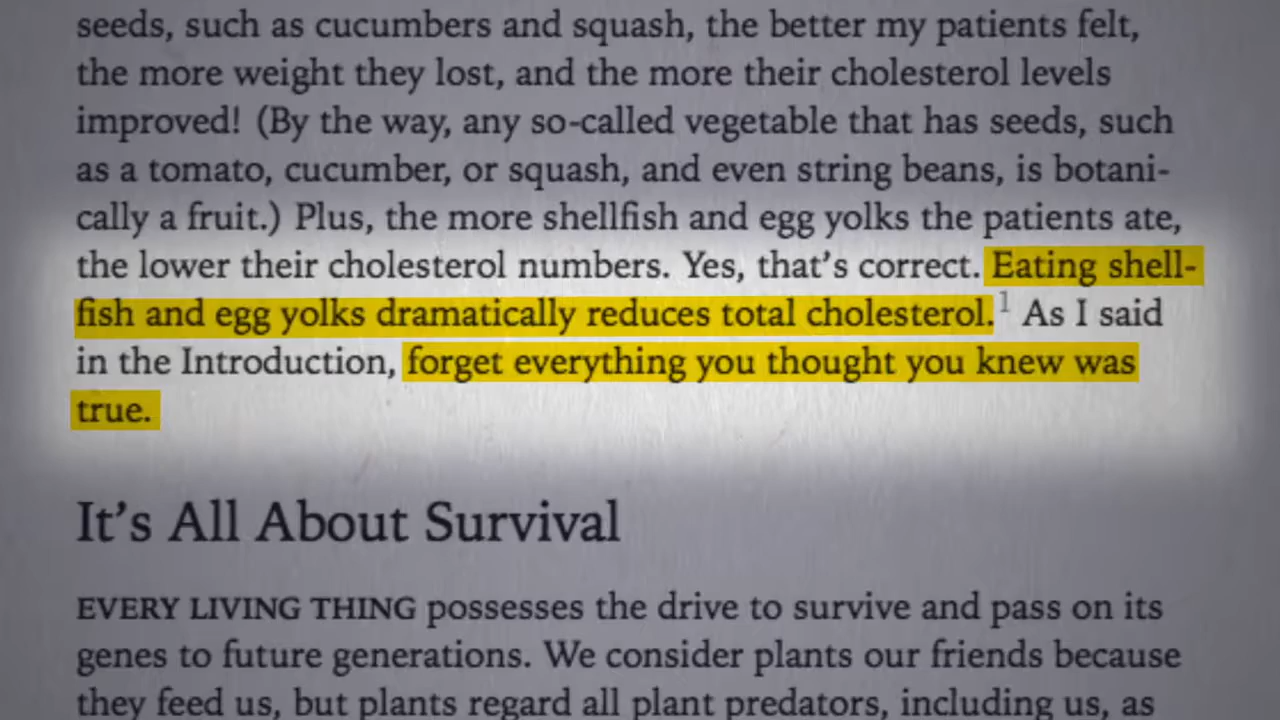 seeds, such as cucumbers and squash, the better my patients felt,
the more weight they lost, and the more their cholesterol levels
improved! (By the way, any so-called vegetable that has seeds, such
as a tomato, cucumber, or squash, and even string beans, is botani-
cally a fruit.) Plus, the more shellfish and egg yolks the patients ate,
the lower their cholesterol numbers. Yes, that's correct. Eating shell-
fish and egg yolks dramatically reduces total cholesterol.¹ As I said
in the Introduction, forget everything you thought you knew was
true.
It's All About Survival
EVERY LIVING THING possesses the drive to survive and pass on its
genes to future generations. We consider plants our friends because
they feed us, but plants regard all plant predators, including us, as